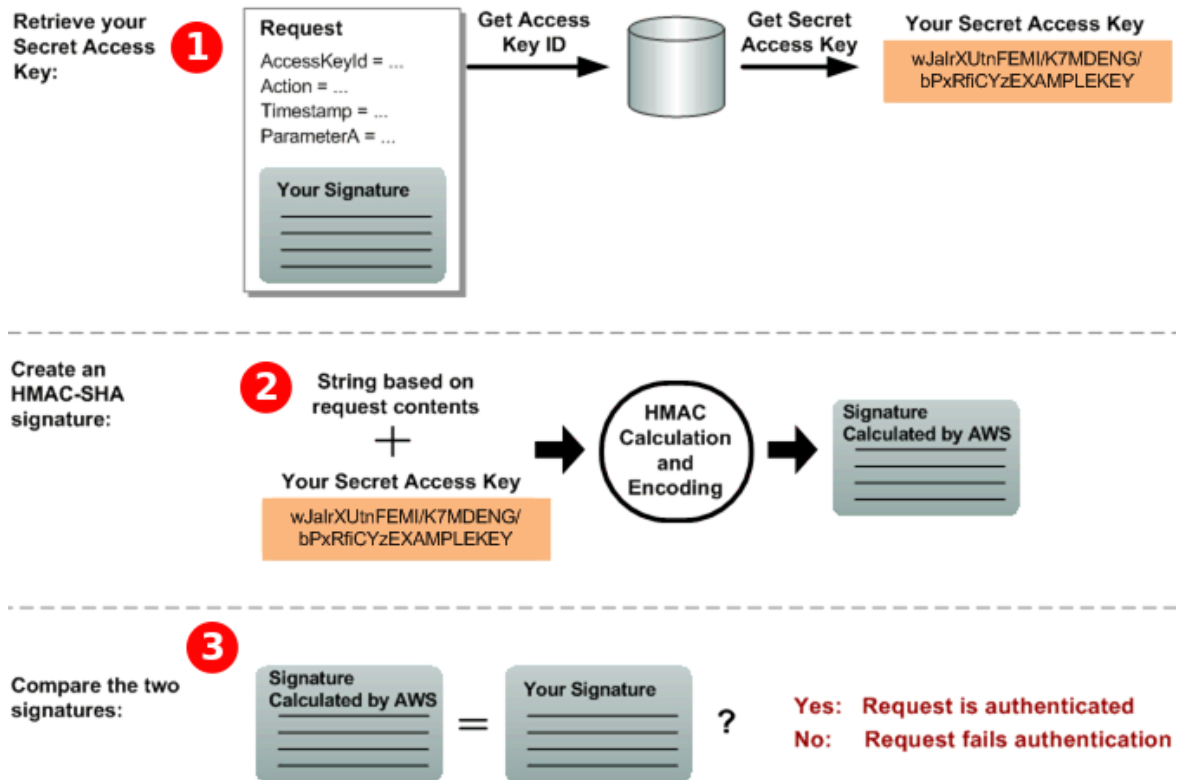 Retrieve your
Secret Access
Key:
1
Request
AccessKeyId = ...
Action = ...
Timestamp = ...
ParameterA = ...
Your Signature
Get Access
Key ID
Get Secret
Access Key
Your Secret Access Key
wJalrXUtnFEMI/K7MDENG/
bPxRfiCYzEXAMPLEKEY
Create an
HMAC-SHA
signature:
2
String based on
request contents
+
Your Secret Access Key
wJalrXUtnFEMI/K7MDENG/
bPxRfiCYzEXAMPLEKEY
HMAC
Calculation
and
Encoding
Signature
Calculated by AWS
3
Compare the two
signatures:
Signature
Calculated by AWS
=
Your Signature
?
Yes: Request is authenticated
No: Request fails authentication